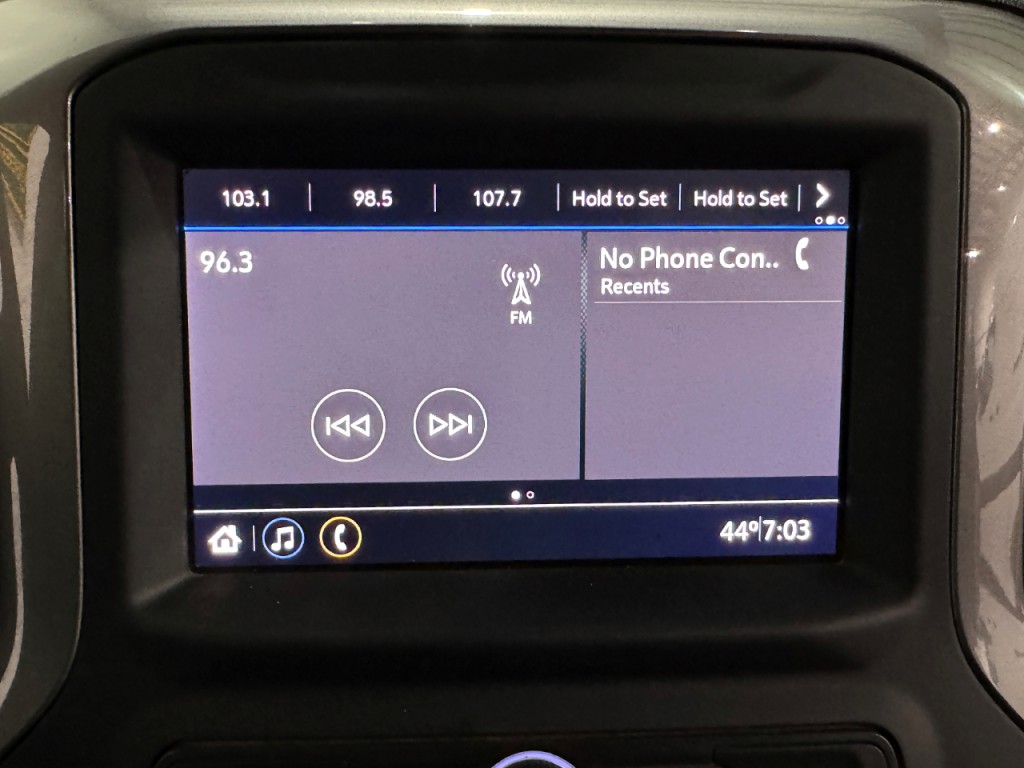 103.1 98.5 107.7 Hold to Set Hold to Set
96.3
FM
No Phone Con..
Recents
44° 7:03